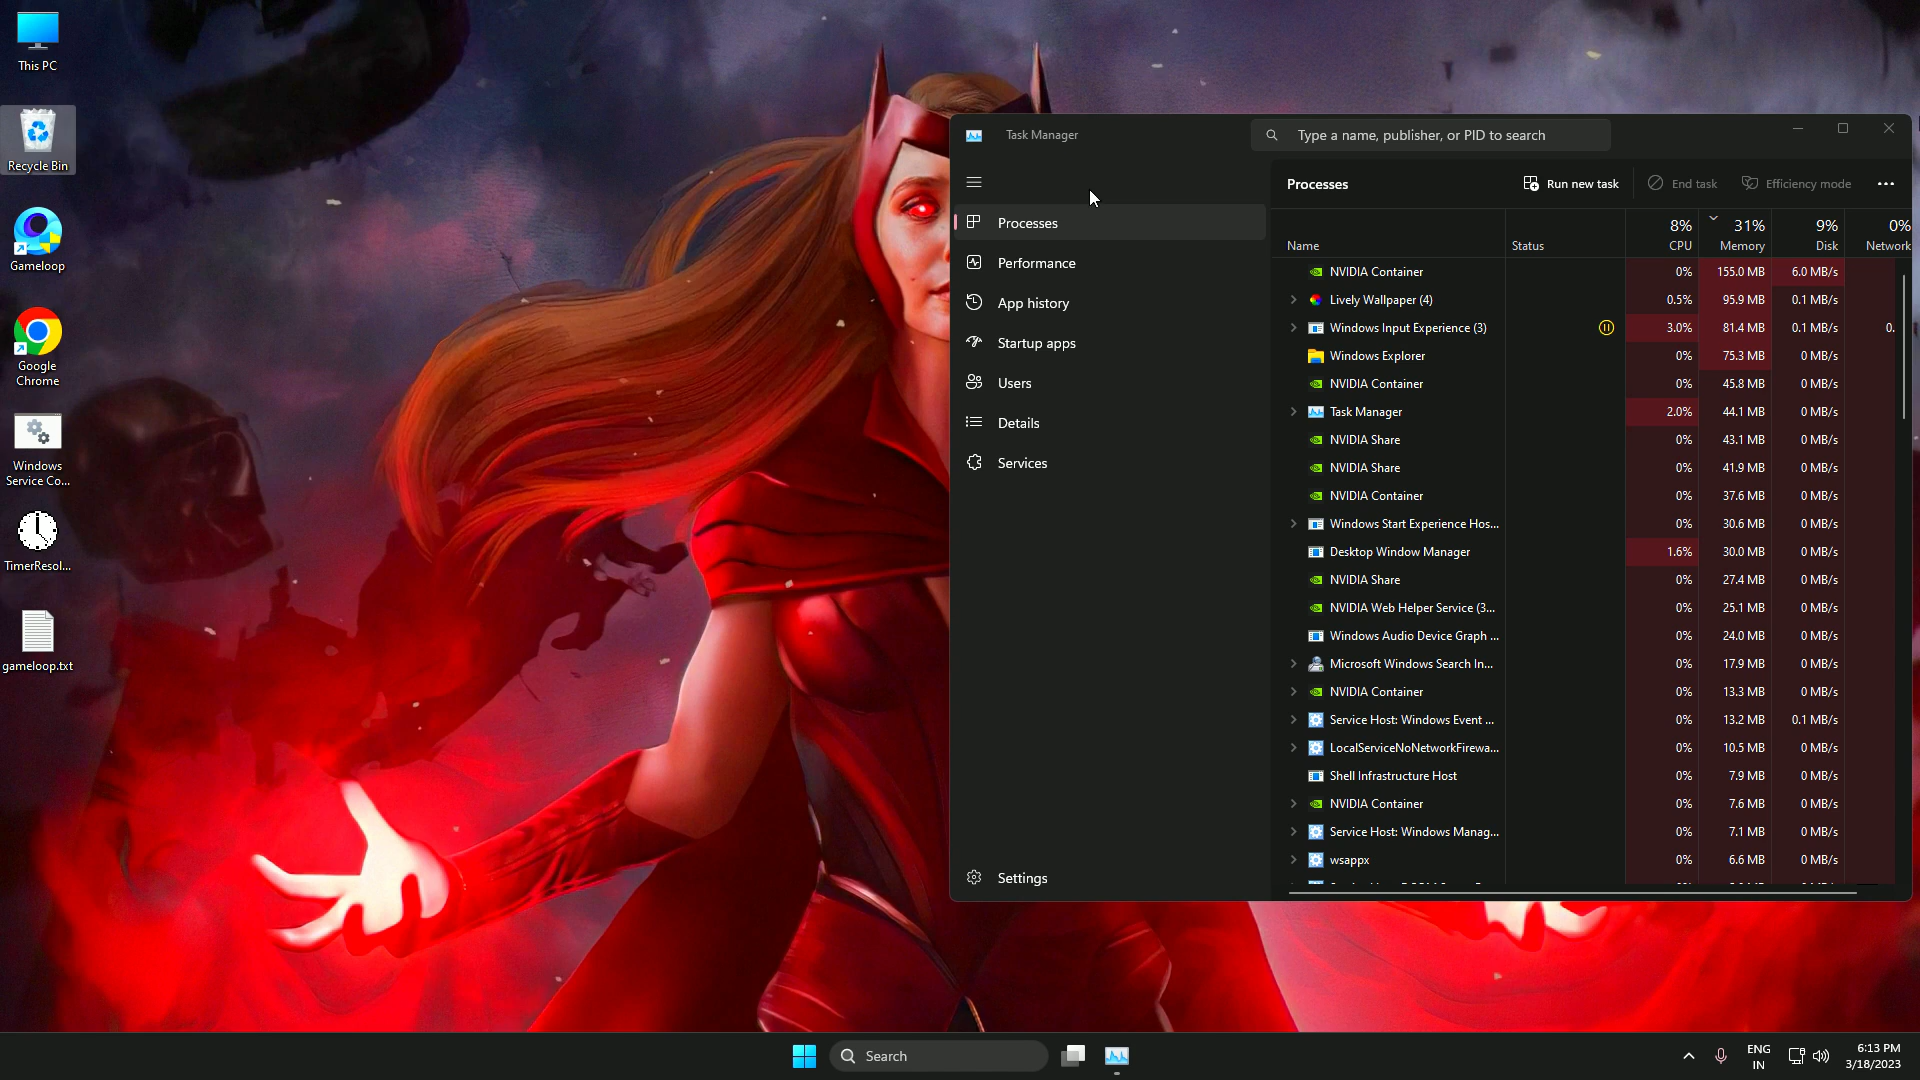 This PC
Recycle Bin
Gameloop
Google
Chrome
Windows
Service Co...
TimerResol...
gameloop.txt
Task Manager
Type a name, publisher, or PID to search
Processes
Performance
App history
Startup apps
Users
Details
Services
Settings
Processes
Run new task
End task
Efficiency mode
8% 31% 9% 0%
Name Status CPU Memory Disk Network
NVIDIA Container 0% 155.0 MB 6.0 MB/s
Lively Wallpaper (4) 0.5% 95.9 MB 0.1 MB/s
Windows Input Experience (3) 3.0% 81.4 MB 0.1 MB/s 0.
Windows Explorer 0% 75.3 MB 0 MB/s
NVIDIA Container 0% 45.8 MB 0 MB/s
Task Manager 2.0% 44.1 MB 0 MB/s
NVIDIA Share 0% 43.1 MB 0 MB/s
NVIDIA Share 0% 41.9 MB 0 MB/s
NVIDIA Container 0% 37.6 MB 0 MB/s
Windows Start Experience Hos... 0% 30.6 MB 0 MB/s
Desktop Window Manager 1.6% 30.0 MB 0 MB/s
NVIDIA Share 0% 27.4 MB 0 MB/s
NVIDIA Web Helper Service (3... 0% 25.1 MB 0 MB/s
Windows Audio Device Graph ... 0% 24.0 MB 0 MB/s
Microsoft Windows Search In... 0% 17.9 MB 0 MB/s
NVIDIA Container 0% 13.3 MB 0 MB/s
Service Host: Windows Event ... 0% 13.2 MB 0.1 MB/s
LocalServiceNoNetworkFirewa... 0% 10.5 MB 0 MB/s
Shell Infrastructure Host 0% 7.9 MB 0 MB/s
NVIDIA Container 0% 7.6 MB 0 MB/s
Service Host: Windows Manag... 0% 7.1 MB 0 MB/s
wsappx 0% 6.6 MB 0 MB/s
Search
ENG
IN
6:13 PM
3/18/2023